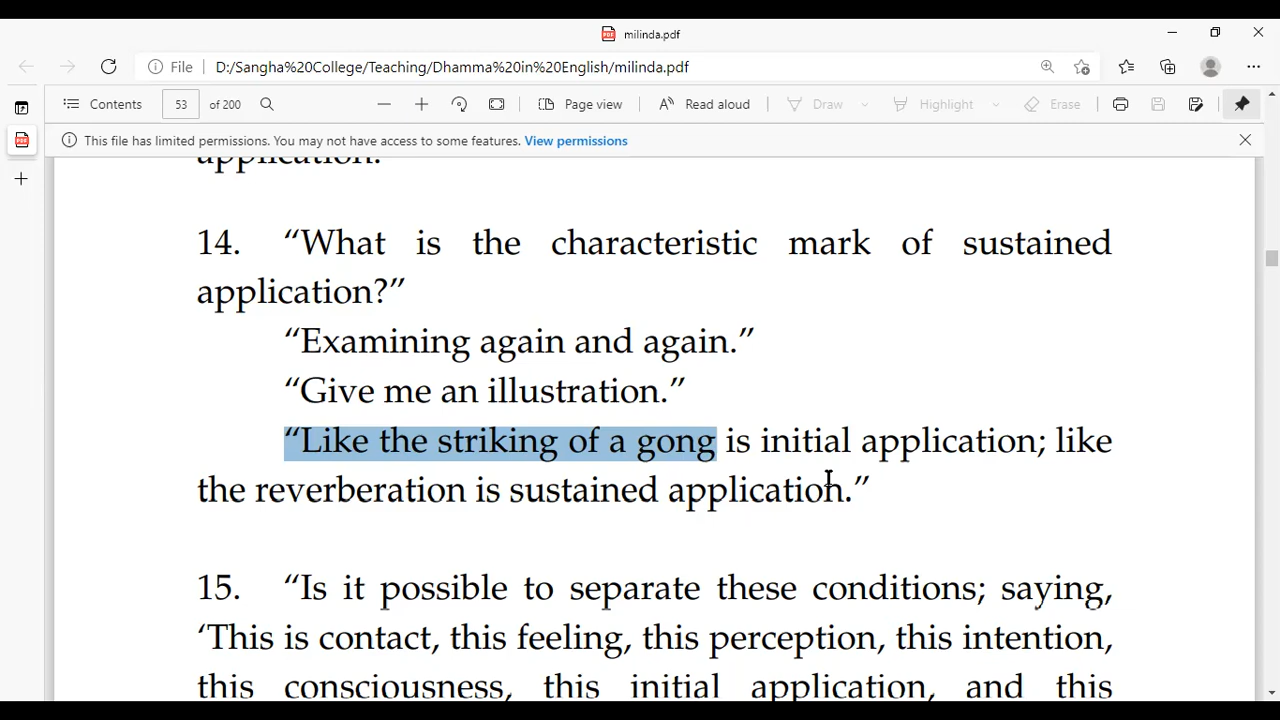 milinda.pdf
File D:/Sangha%20College/Teaching/Dhamma%20in%20English/milinda.pdf
Contents 53 of 200 Page view Read aloud Draw Highlight Erase
This file has limited permissions. You may not have access to some features. View permissions
application.
14. “What is the characteristic mark of sustained
application?”
“Examining again and again.”
“Give me an illustration.”
“Like the striking of a gong is initial application; like
the reverberation is sustained application.”
15. “Is it possible to separate these conditions; saying,
‘This is contact, this feeling, this perception, this intention,
this consciousness, this initial application, and this